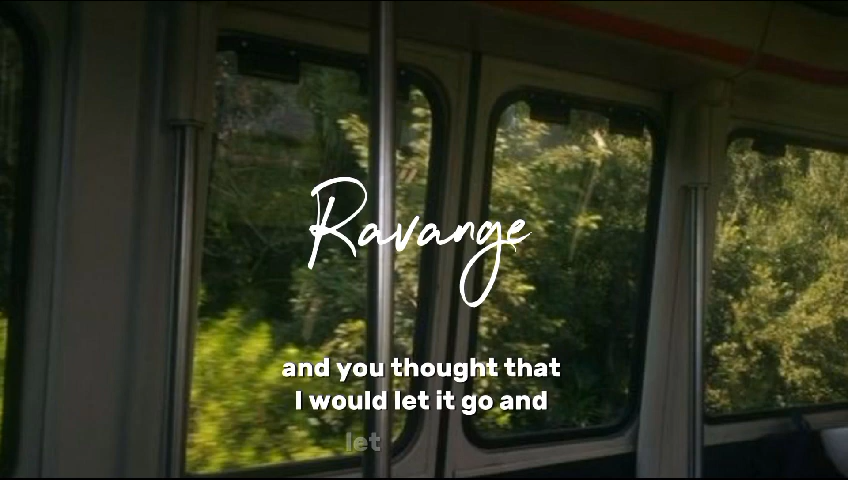 Ravange
and you thought that
I would let it go and
let